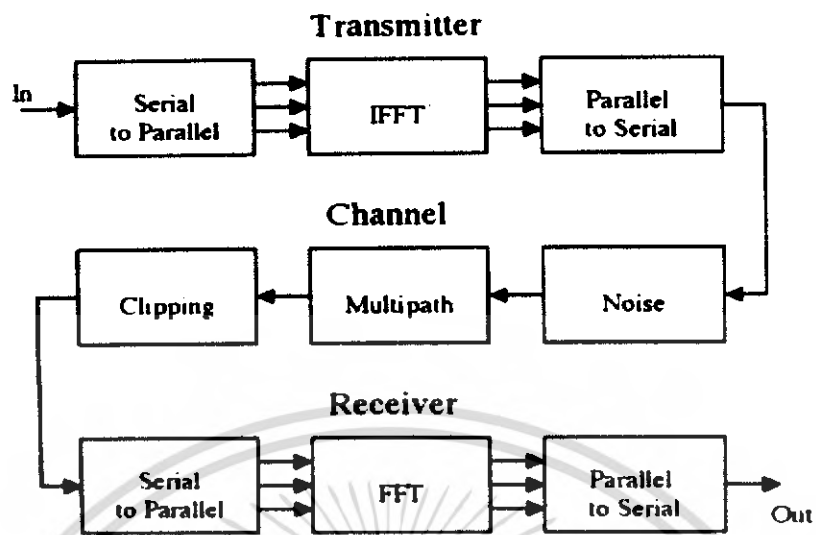 Transmitter
In
Serial
to Parallel
IFFT
Parallel
to Serial
Channel
Clipping
Multipath
Noise
Receiver
Serial
to Parallel
FFT
Parallel
to Serial
Out